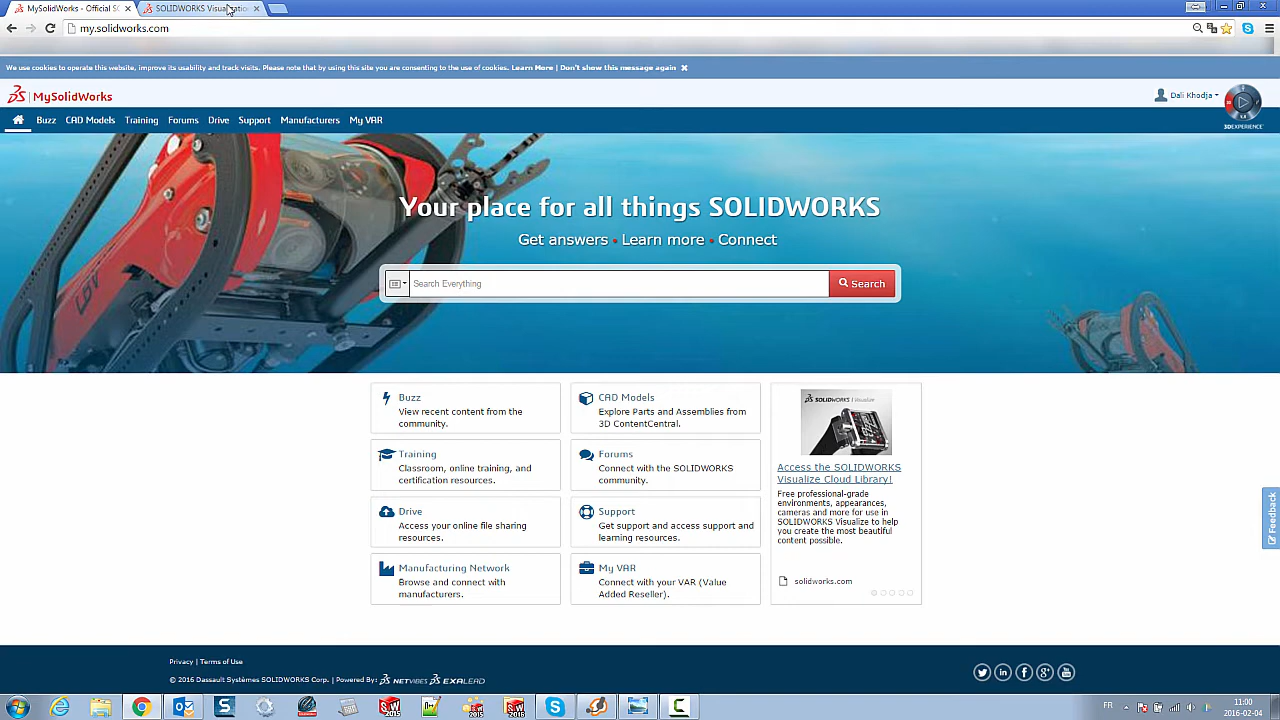 MySolidWorks - Official SC
SOLIDWORKS Visualization
my.solidworks.com
We use cookies to operate this website, improve its usability and track visits. Please note that by using this site you are consenting to the use of cookies. Learn More | Don't show this message again
MySolidWorks
Dali Khodja
3DEXPERIENCE
Buzz CAD Models Training Forums Drive Support Manufacturers My VAR
Your place for all things SOLIDWORKS
Get answers • Learn more • Connect
Search Everything
Search
Buzz
View recent content from the
community.
CAD Models
Explore Parts and Assemblies from
3D ContentCentral.
Training
Classroom, online training, and
certification resources.
Forums
Connect with the SOLIDWORKS
community.
Drive
Access your online file sharing
resources.
Support
Get support and access support and
learning resources.
Manufacturing Network
Browse and connect with
manufacturers.
My VAR
Connect with your VAR (Value
Added Reseller).
SOLIDWORKS | Visualize
Access the SOLIDWORKS
Visualize Cloud Library!
Free professional-grade
environments, appearances,
cameras and more for use in
SOLIDWORKS Visualize to help
you create the most beautiful
content possible.
solidworks.com
Feedback
Privacy | Terms of Use
© 2016 Dassault Systèmes SOLIDWORKS Corp. | Powered By: NETVIBES EXALEAD
FR
11:00
2016-02-04